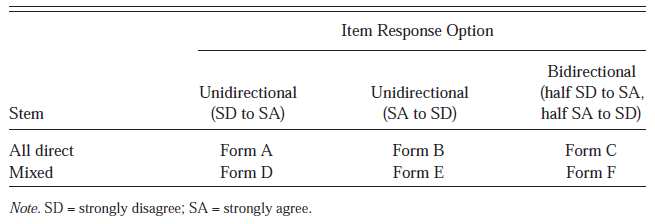 Item Response Option
Bidirectional
Unidirectional Unidirectional (half SD to SA,
Stem (SD to SA) (SA to SD) half SA to SD)
All direct Form A Form B Form C
Mixed Form D Form E Form F
Note. SD = strongly disagree; SA = strongly agree.